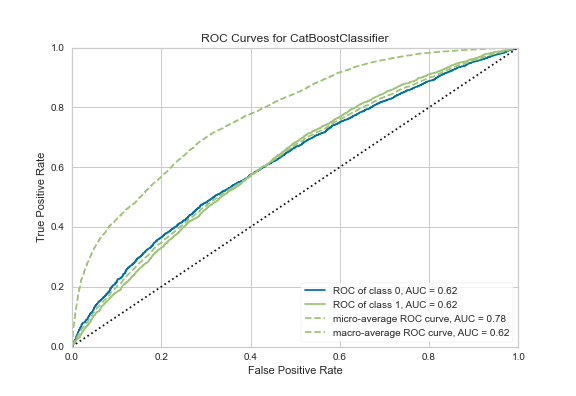 ROC Curves for CatBoostClassifier
1.0
0.8
0.6
0.4
0.2
0.0
True Positive Rate
ROC of class 0, AUC = 0.62
ROC of class 1, AUC = 0.62
micro-average ROC curve, AUC = 0.78
macro-average ROC curve, AUC = 0.62
0.0 0.2 0.4 0.6 0.8 1.0
False Positive Rate